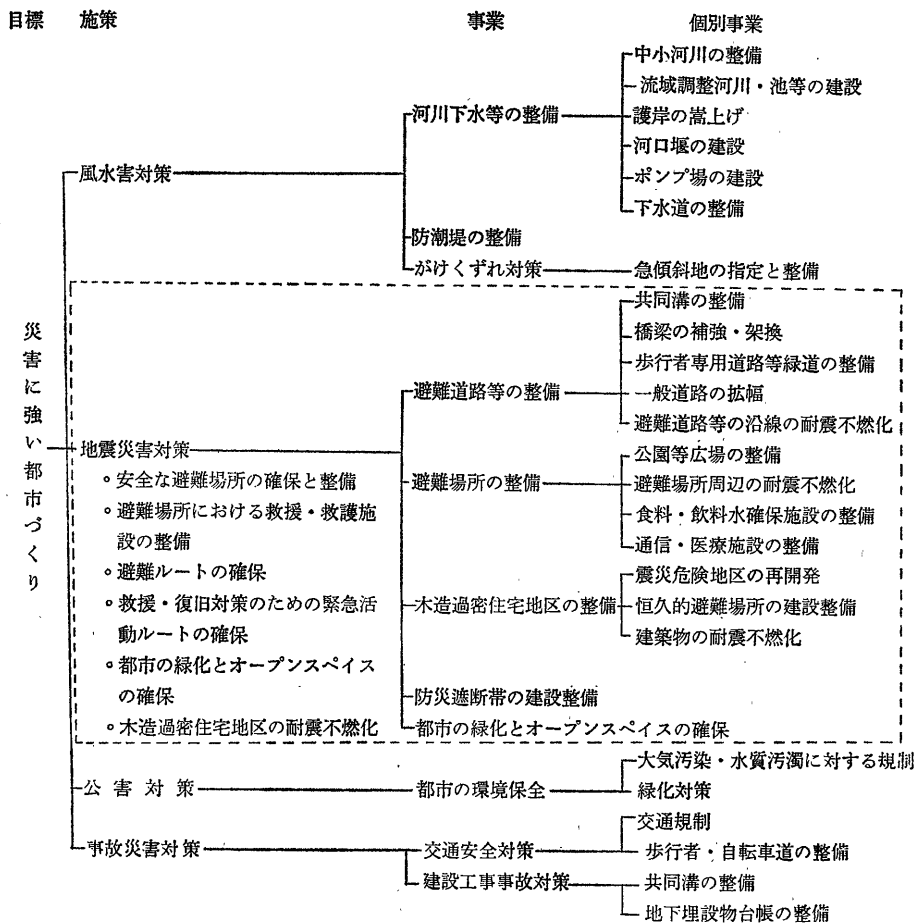 目標 施策 事業 個別事業
中小河川の整備
流域調整河川・池等の建設
河川下水等の整備 護岸の嵩上げ
河口堰の建設
風水害対策 ポンプ場の建設
下水道の整備
防潮堤の整備
がけくずれ対策 急傾斜地の指定と整備
災害に強い都市づくり
共同溝の整備
橋梁の補強・架換
歩行者専用道路等緑道の整備
避難道路等の整備 一般道路の拡幅
避難道路等の沿線の耐震不燃化
地震災害対策 公園等広場の整備
。安全な避難場所の確保と整備 避難場所の整備 避難場所周辺の耐震不燃化
。避難場所における救援・救護施 食料・飲料水確保施設の整備
設の整備 通信・医療施設の整備
。避難ルートの確保 震災危険地区の再開発
。救援・復旧対策のための緊急活 木造過密住宅地区の整備 恒久的避難場所の建設整備
動ルートの確保 建築物の耐震不燃化
。都市の緑化とオープンスペイス
の確保 防災遮断帯の建設整備
。木造過密住宅地区の耐震不燃化 都市の緑化とオープンスペイスの確保
大気汚染・水質汚濁に対する規制
公害対策 都市の環境保全 緑化対策
交通規制
事故災害対策 交通安全対策 歩行者・自転車道の整備
建設工事事故対策 共同溝の整備
地下埋設物台帳の整備